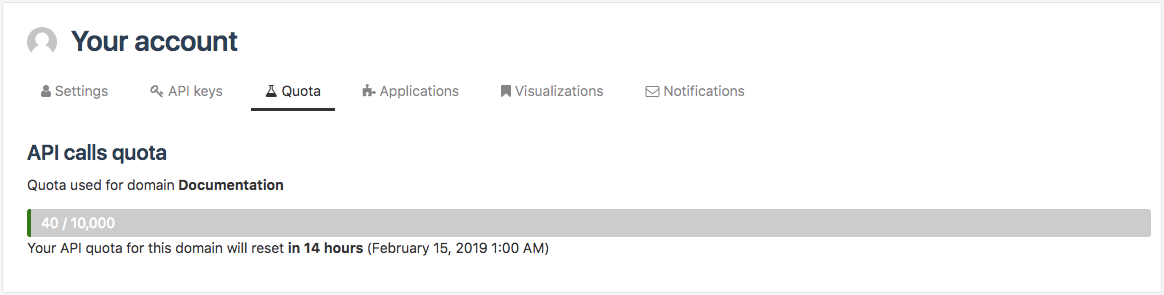 Your account
Settings API keys Quota Applications Visualizations Notifications
API calls quota
Quota used for domain Documentation
40 / 10,000
Your API quota for this domain will reset in 14 hours (February 15, 2019 1:00 AM)